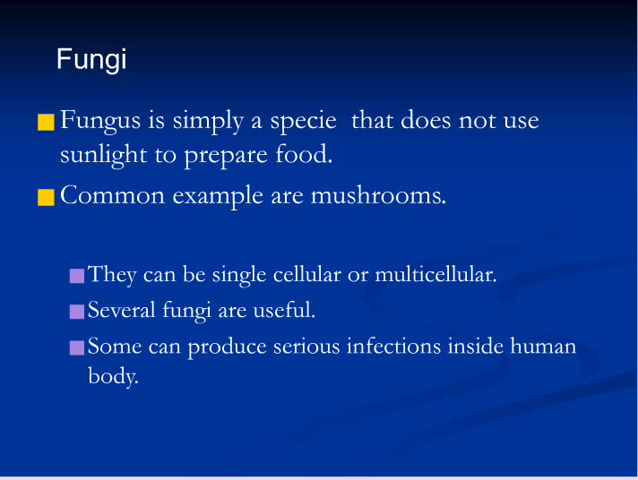 Fungi
Fungus is simply a specie  that does not use
sunlight to prepare food.
Common example are mushrooms.
They can be single cellular or multicellular.
Several fungi are useful.
Some can produce serious infections inside human
body.